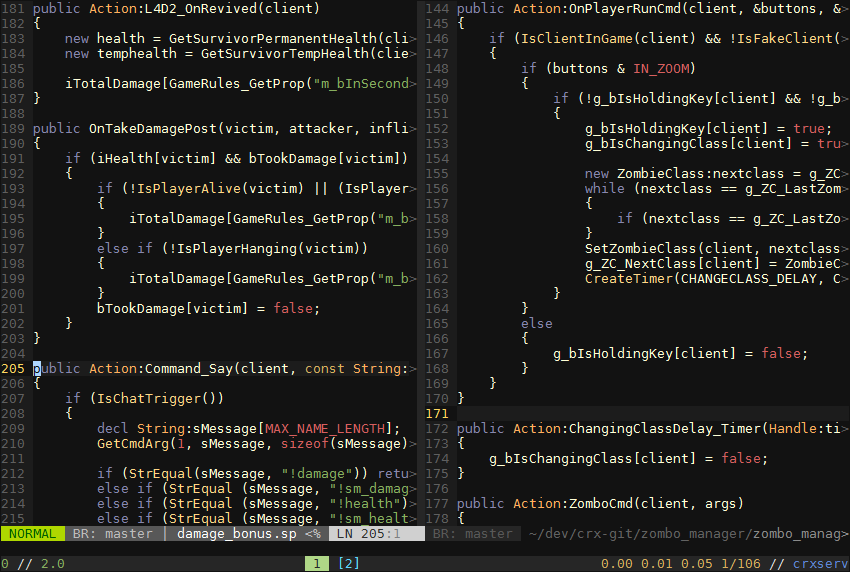 181 public Action:L4D2_OnRevived(client)
182 {
183     new health = GetSurvivorPermanentHealth(cli>
184     new temphealth = GetSurvivorTempHealth(clie>
185
186     iTotalDamage[GameRules_GetProp("m_bInSecond>
187 }
188
189 public OnTakeDamagePost(victim, attacker, infli>
190 {
191     if (iHealth[victim] && bTookDamage[victim])
192     {
193         if (!IsPlayerAlive(victim) || (IsPlayer>
194         {
195             iTotalDamage[GameRules_GetProp("m_b>
196         }
197         else if (!IsPlayerHanging(victim))
198         {
199             iTotalDamage[GameRules_GetProp("m_b>
200         }
201         bTookDamage[victim] = false;
202     }
203 }
204
205 public Action:Command_Say(client, const String:>
206 {
207     if (IsChatTrigger())
208     {
209         decl String:sMessage[MAX_NAME_LENGTH];
210         GetCmdArg(1, sMessage, sizeof(sMessage)>
211
212         if (StrEqual(sMessage, "!damage")) retu>
213         else if (StrEqual (sMessage, "!sm_damag>
214         else if (StrEqual (sMessage, "!health")>
215         else if (StrEqual (sMessage, "!sm_healt>
NORMAL BR: master | damage_bonus.sp <% LN 205:1
144 public Action:OnPlayerRunCmd(client, &buttons, &>
145 {
146     if (IsClientInGame(client) && !IsFakeClient(>
147     {
148         if (buttons & IN_ZOOM)
149         {
150             if (!g_bIsHoldingKey[client] && !g_b>
151             {
152                 g_bIsHoldingKey[client] = true;
153                 g_bIsChangingClass[client] = tru>
154
155                 new ZombieClass:nextclass = g_ZC>
156                 while (nextclass == g_ZC_LastZom>
157                 {
158                     if (nextclass == g_ZC_LastZo>
159                 }
160                 SetZombieClass(client, nextclass>
161                 g_ZC_NextClass[client] = ZombieC>
162                 CreateTimer(CHANGECLASS_DELAY, C>
163             }
164         }
165         else
166         {
167             g_bIsHoldingKey[client] = false;
168         }
169     }
170 }
171
172 public Action:ChangingClassDelay_Timer(Handle:ti>
173 {
174     g_bIsChangingClass[client] = false;
175 }
176
177 public Action:ZomboCmd(client, args)
178 {
BR: master ~/dev/crx-git/zombo_manager/zombo_manag>
0 // 2.0 1 [2] 0.00 0.01 0.05 1/106 // crxserv